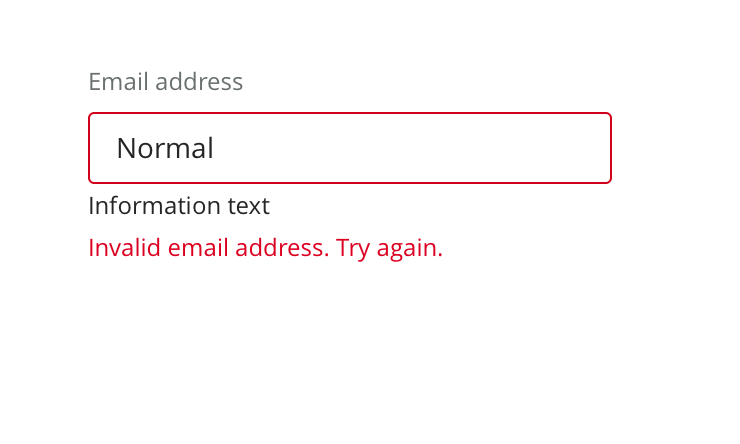 Email address
Normal
Information text
Invalid email address. Try again.